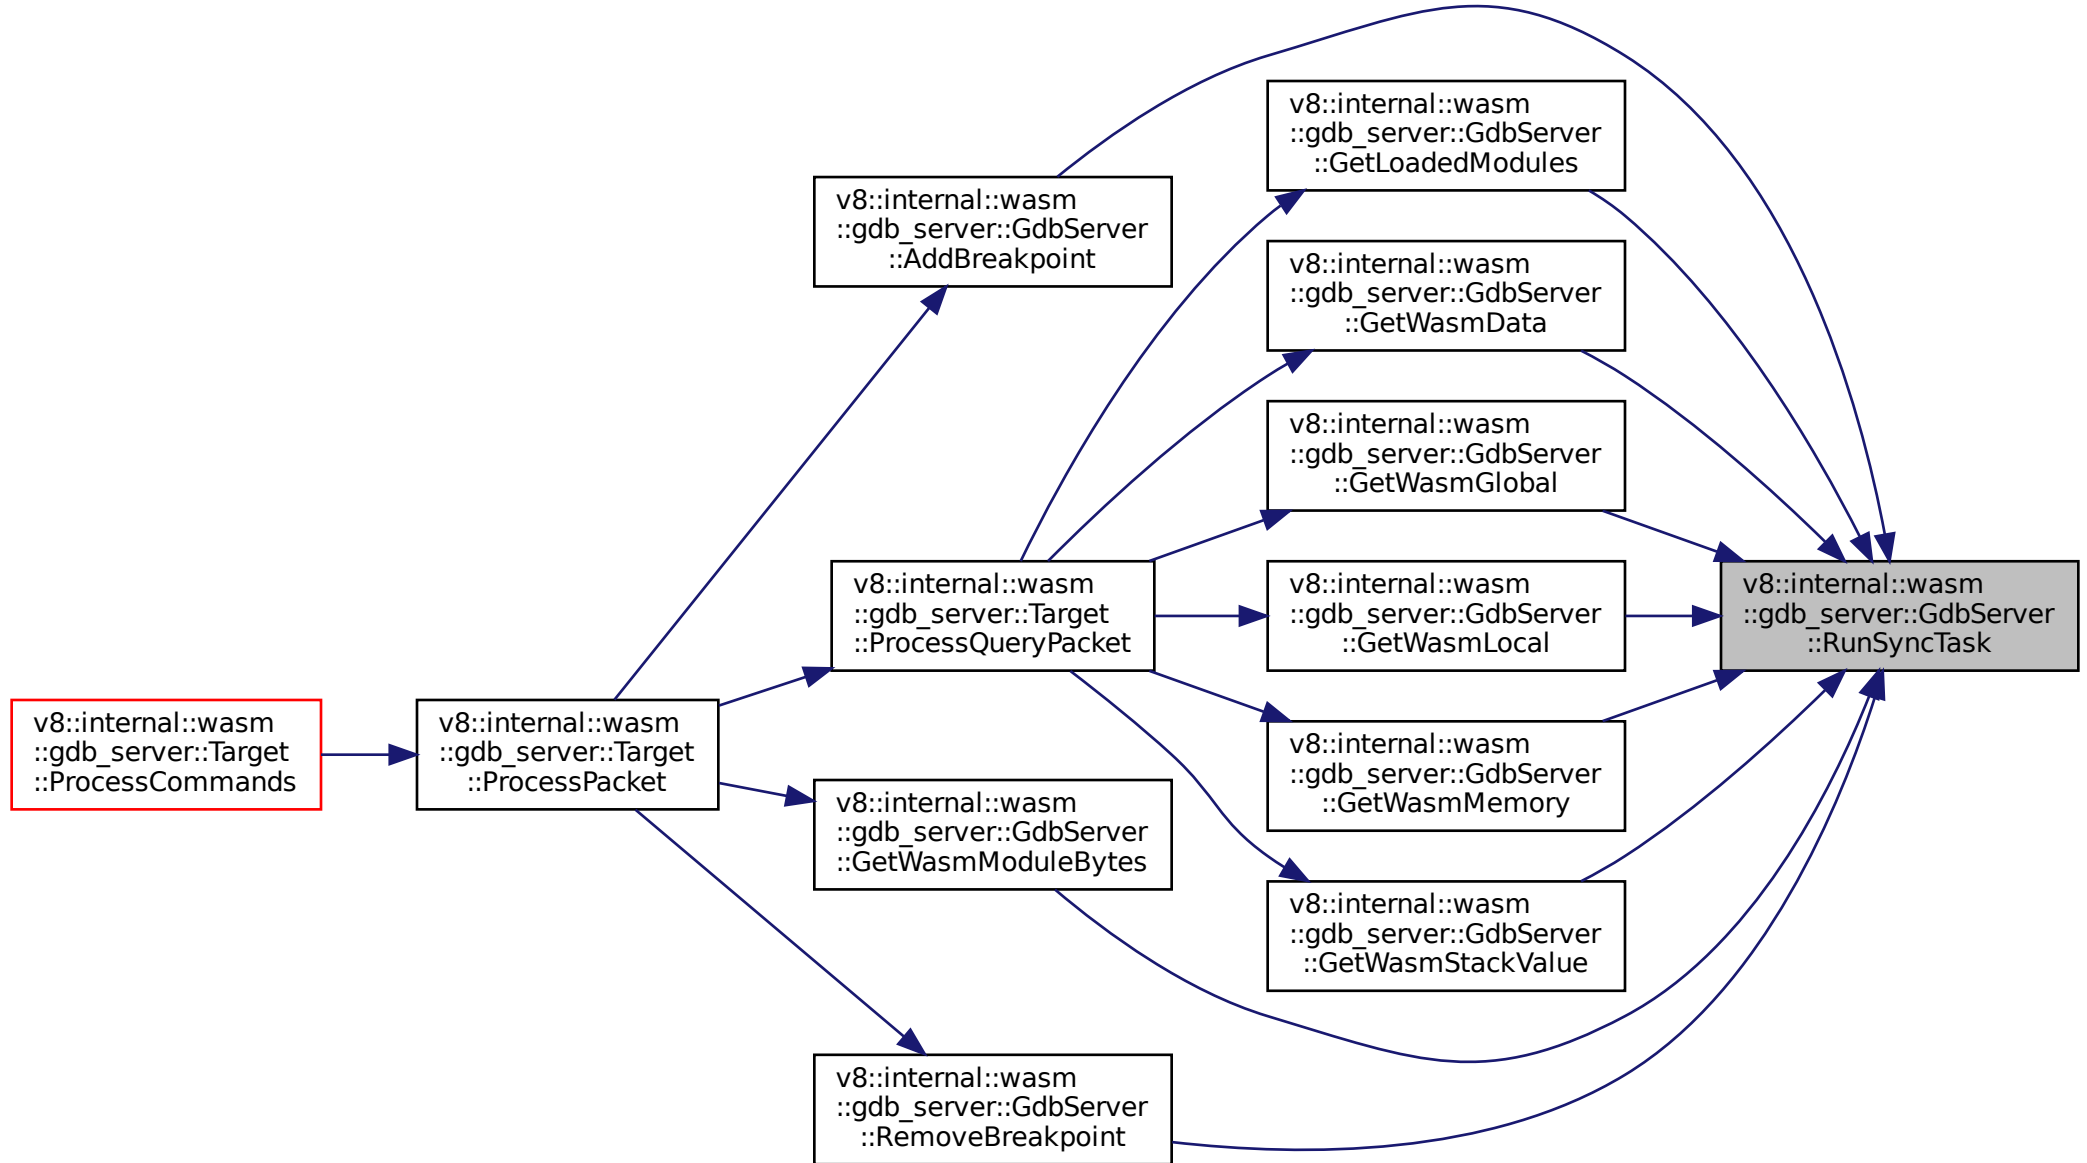 v8::internal::wasm
::gdb_server::GdbServer
::GetLoadedModules
v8::internal::wasm
::gdb_server::GdbServer
::AddBreakpoint
v8::internal::wasm
::gdb_server::GdbServer
::GetWasmData
v8::internal::wasm
::gdb_server::GdbServer
::GetWasmGlobal
v8::internal::wasm
::gdb_server::Target
::ProcessQueryPacket
v8::internal::wasm
::gdb_server::GdbServer
::GetWasmLocal
v8::internal::wasm
::gdb_server::GdbServer
::RunSyncTask
v8::internal::wasm
::gdb_server::Target
::ProcessCommands
v8::internal::wasm
::gdb_server::Target
::ProcessPacket
v8::internal::wasm
::gdb_server::GdbServer
::GetWasmMemory
v8::internal::wasm
::gdb_server::GdbServer
::GetWasmModuleBytes
v8::internal::wasm
::gdb_server::GdbServer
::GetWasmStackValue
v8::internal::wasm
::gdb_server::GdbServer
::RemoveBreakpoint